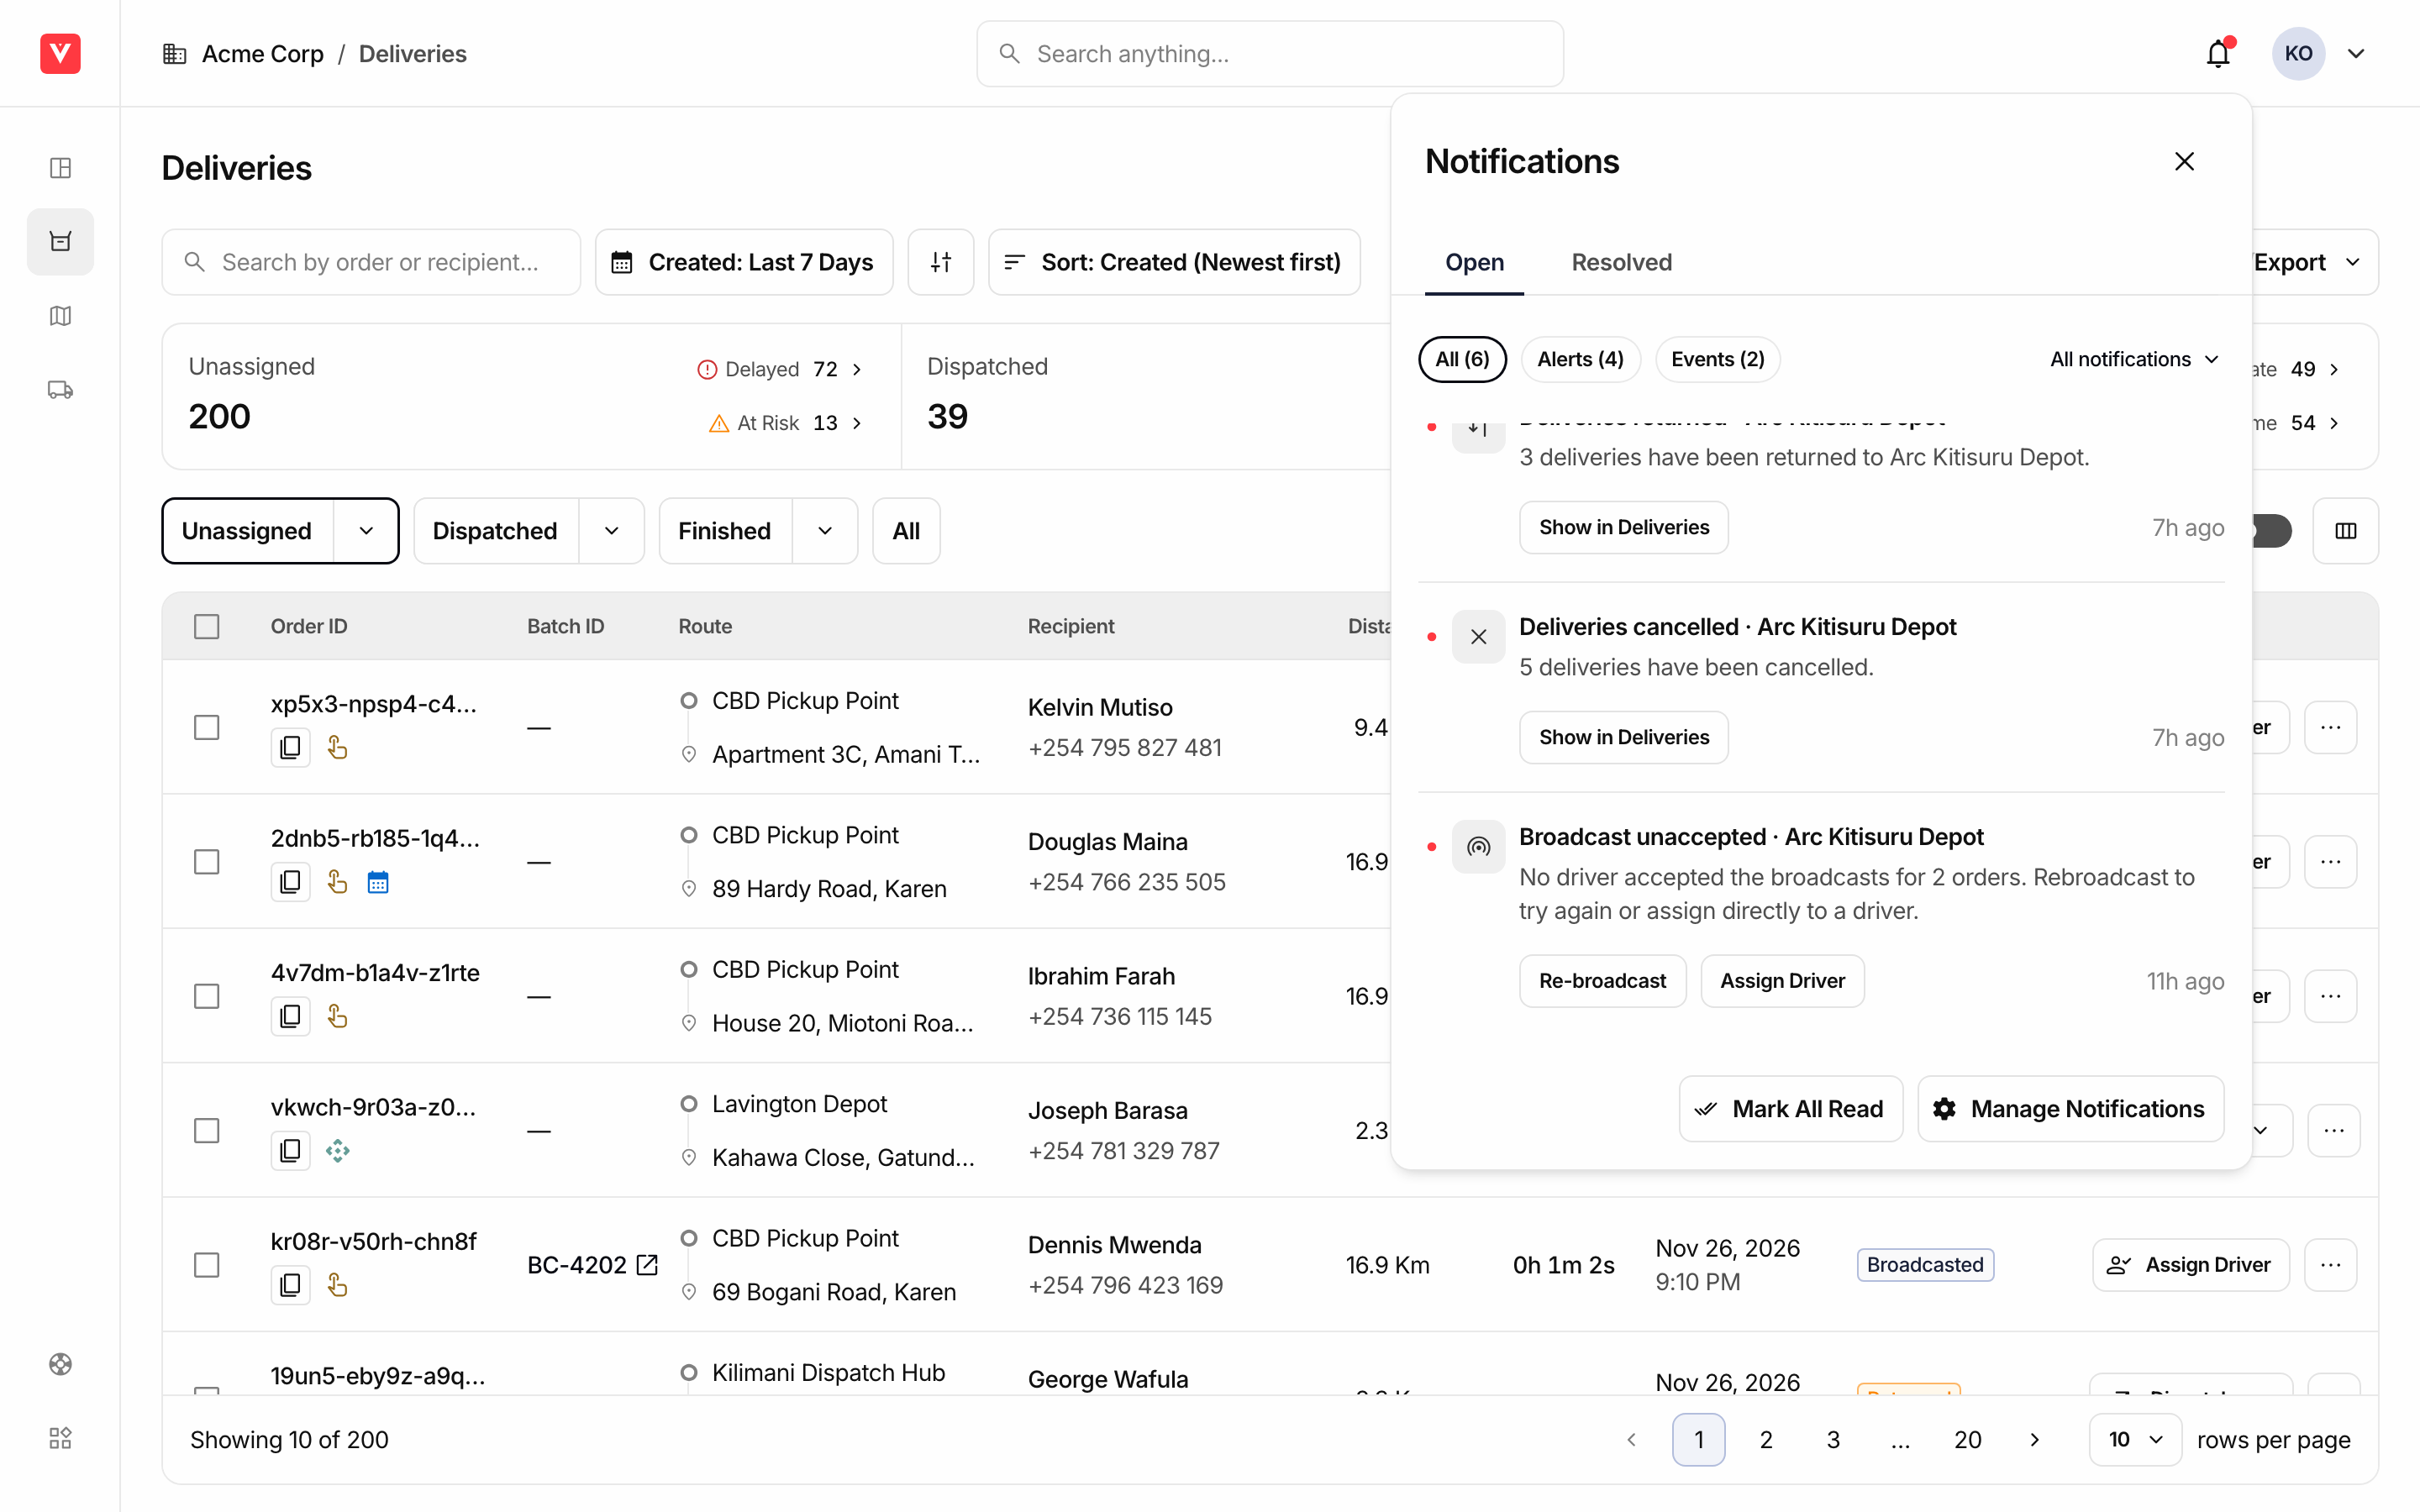 Acme Corp / Deliveries
Search anything...
KO
Deliveries
Search by order or recipient...
Created: Last 7 Days
Sort: Created (Newest first)
Export
Unassigned
200
Delayed 72
At Risk 13
Dispatched
39
49
54
Unassigned
Dispatched
Finished
All
Order ID
Batch ID
Route
Recipient
xp5x3-npsp4-c4...
—
CBD Pickup Point
Apartment 3C, Amani T...
Kelvin Mutiso
+254 795 827 481
9.4
2dnb5-rb185-1q4...
—
CBD Pickup Point
89 Hardy Road, Karen
Douglas Maina
+254 766 235 505
16.9
4v7dm-b1a4v-z1rte
—
CBD Pickup Point
House 20, Miotoni Roa...
Ibrahim Farah
+254 736 115 145
16.9
vkwch-9r03a-z0...
—
Lavington Depot
Kahawa Close, Gatund...
Joseph Barasa
+254 781 329 787
2.3
kr08r-v50rh-chn8f
BC-4202
CBD Pickup Point
69 Bogani Road, Karen
Dennis Mwenda
+254 796 423 169
16.9 Km
0h 1m 2s
Nov 26, 2026
9:10 PM
Broadcasted
Assign Driver
19un5-eby9z-a9q...
Kilimani Dispatch Hub
George Wafula
Nov 26, 2026
Showing 10 of 200
1
2
3
...
20
10
rows per page
Notifications
Open
Resolved
All (6)
Alerts (4)
Events (2)
All notifications
Deliveries returned · Arc Kitisuru Depot
3 deliveries have been returned to Arc Kitisuru Depot.
Show in Deliveries
7h ago
Deliveries cancelled · Arc Kitisuru Depot
5 deliveries have been cancelled.
Show in Deliveries
7h ago
Broadcast unaccepted · Arc Kitisuru Depot
No driver accepted the broadcasts for 2 orders. Rebroadcast to
try again or assign directly to a driver.
Re-broadcast
Assign Driver
11h ago
Mark All Read
Manage Notifications